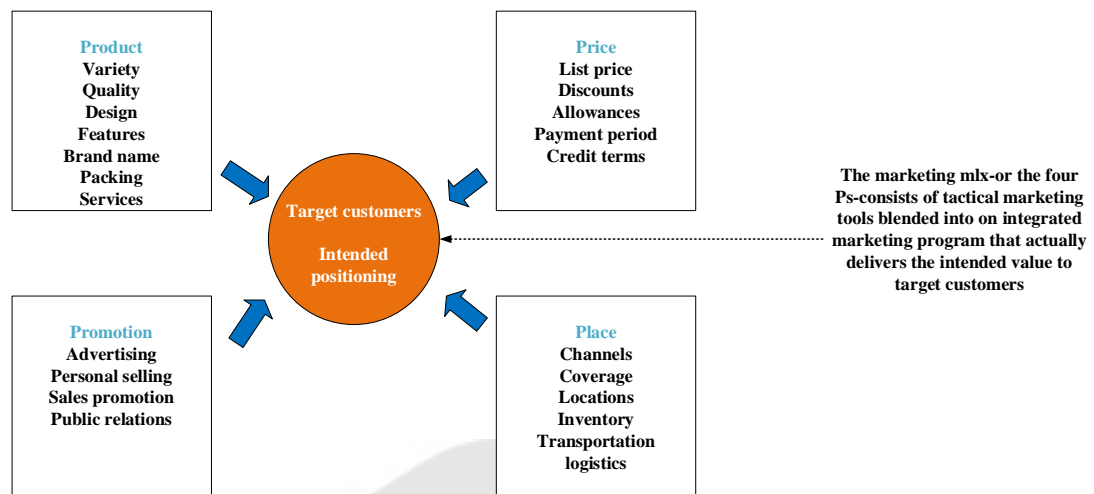 Product
Variety
Quality
Design
Features
Brand name
Packing
Services
Price
List price
Discounts
Allowances
Payment period
Credit terms
Target customers
Intended
positioning
The marketing mlx-or the four
Ps-consists of tactical marketing
tools blended into on integrated
marketing program that actually
delivers the intended value to
target customers
Promotion
Advertising
Personal selling
Sales promotion
Public relations
Place
Channels
Coverage
Locations
Inventory
Transportation
logistics